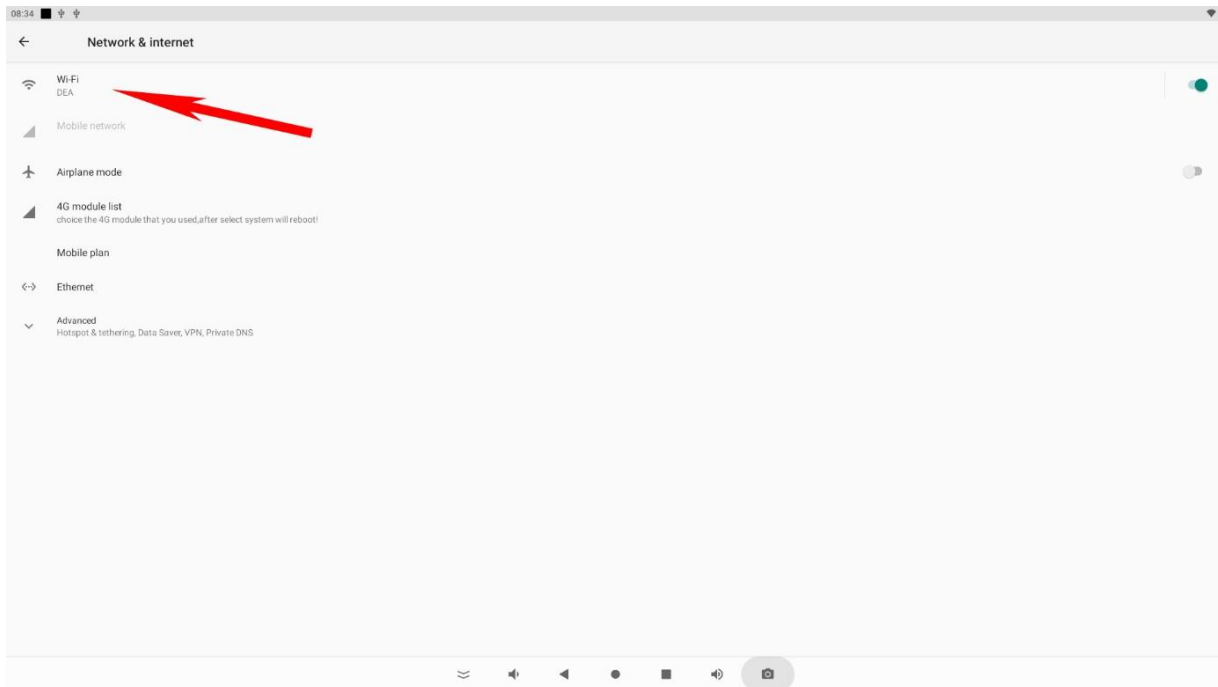 08:34
Network & internet
Wi-Fi
DEA
Mobile network
Airplane mode
4G module list
choice the 4G module that you used,after select system will reboot!
Mobile plan
Ethernet
Advanced
Hotspot & tethering, Data Saver, VPN, Private DNS